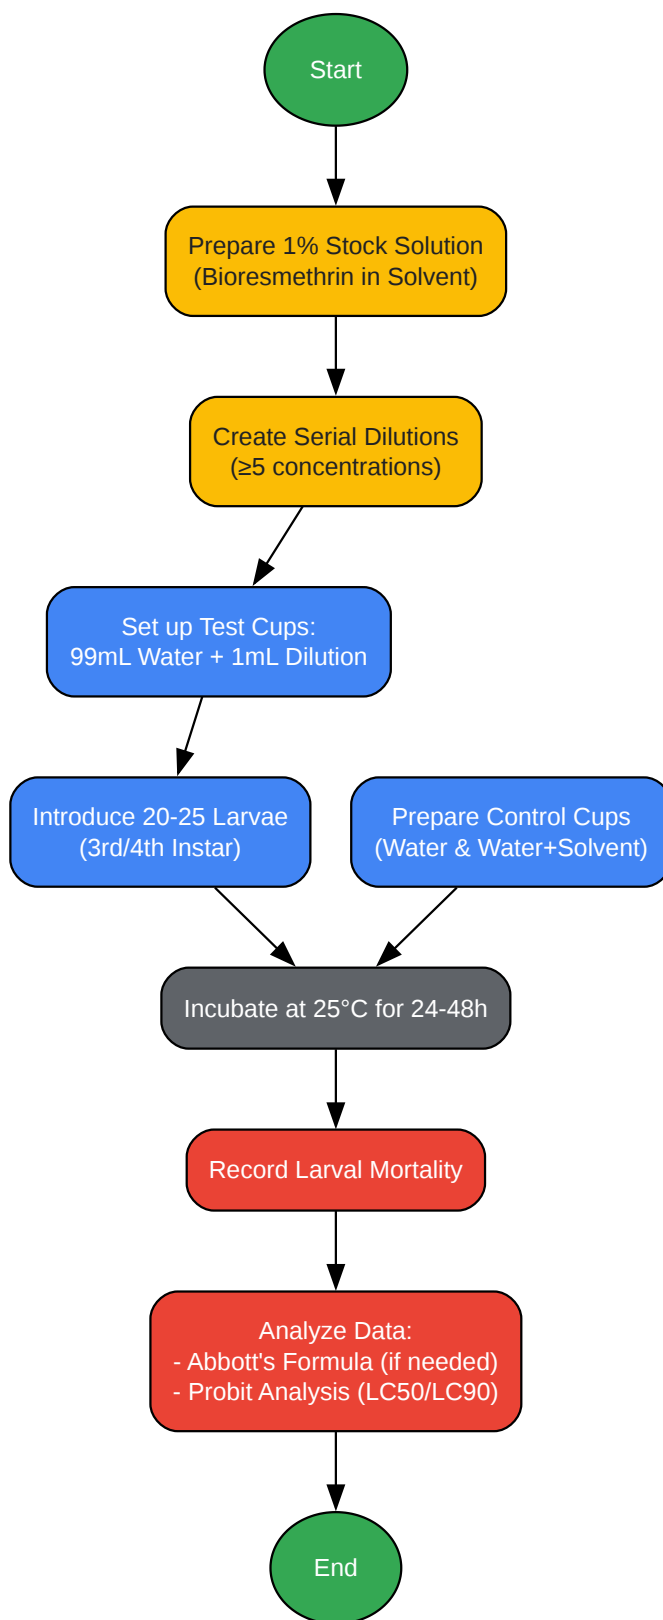 Start
Prepare 1% Stock Solution
(Bioresmethrin in Solvent)
Create Serial Dilutions
(≥5 concentrations)
Set up Test Cups:
99mL Water + 1mL Dilution
Introduce 20-25 Larvae
(3rd/4th Instar)
Prepare Control Cups
(Water & Water+Solvent)
Incubate at 25°C for 24-48h
Record Larval Mortality
Analyze Data:
- Abbott's Formula (if needed)
- Probit Analysis (LC50/LC90)
End